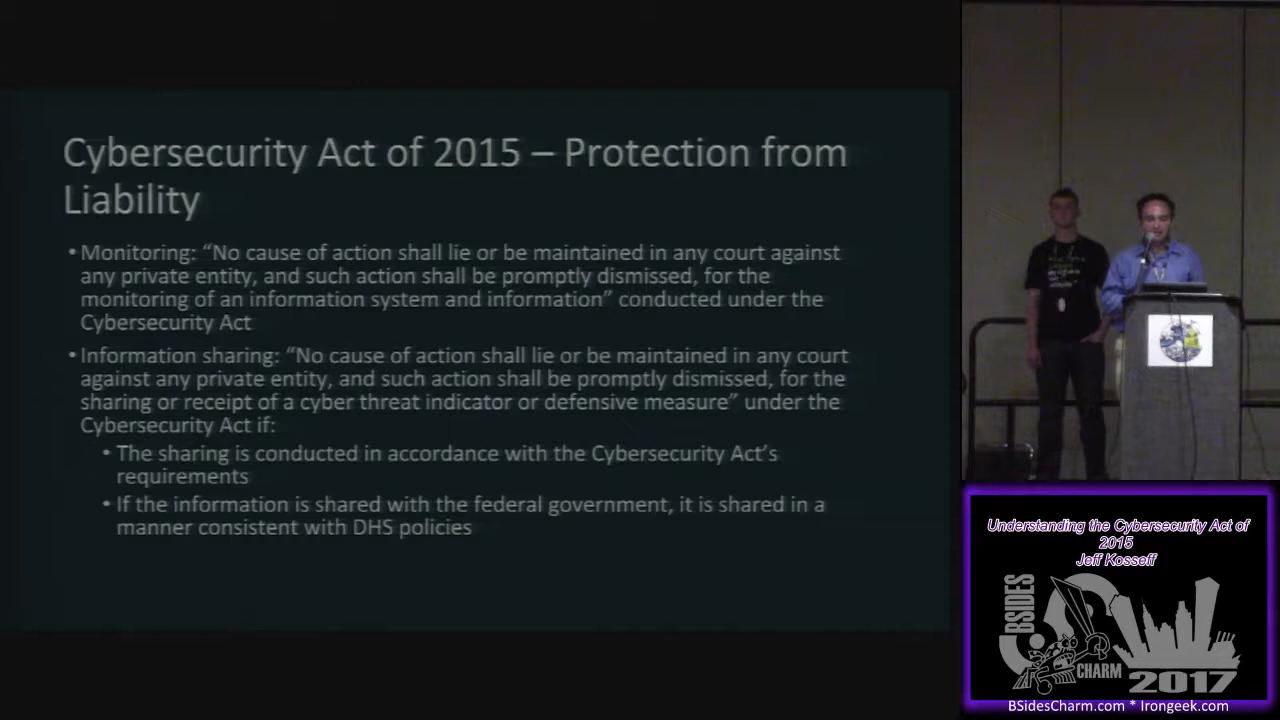 Cybersecurity Act of 2015 – Protection from
Liability
• Monitoring: “No cause of action shall lie or be maintained in any court against
any private entity, and such action shall be promptly dismissed, for the
monitoring of an information system and information” conducted under the
Cybersecurity Act
• Information sharing: “No cause of action shall lie or be maintained in any court
against any private entity, and such action shall be promptly dismissed, for the
sharing or receipt of a cyber threat indicator or defensive measure” under the
Cybersecurity Act if:
• The sharing is conducted in accordance with the Cybersecurity Act’s
requirements
• If the information is shared with the federal government, it is shared in a
manner consistent with DHS policies
Understanding the Cybersecurity Act of
2015
Jeff Kosseff
BSIDES
CHARM
2017
BSidesCharm.com * Irongeek.com